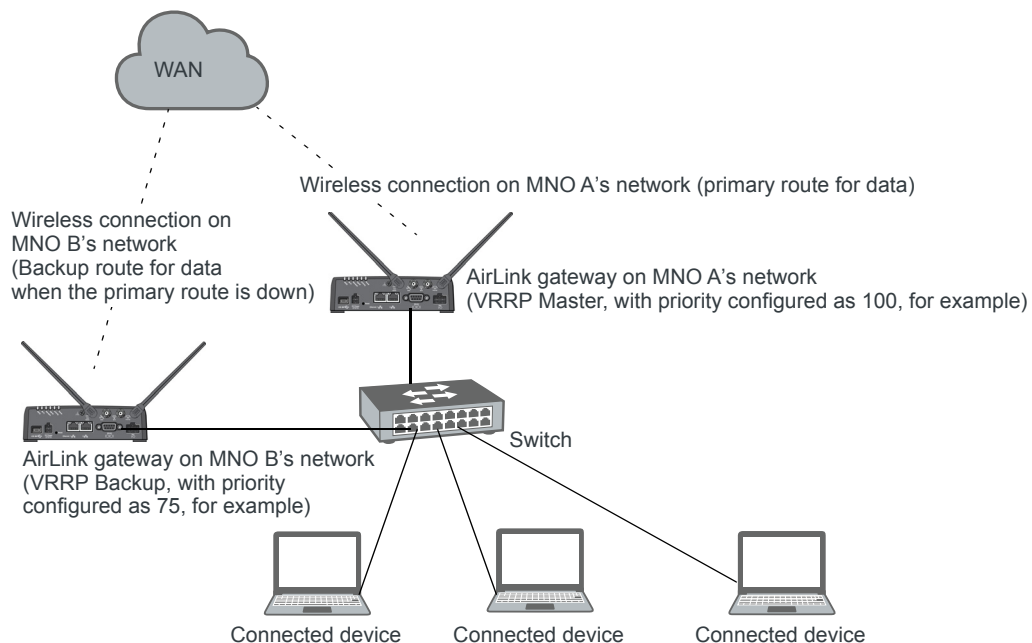 WAN
Wireless connection on MNO A’s network (primary route for data)
Wireless connection on
MNO B’s network
(Backup route for data
when the primary route is down)
AirLink gateway on MNO A’s network
(VRRP Master, with priority configured as 100, for example)
Switch
AirLink gateway on MNO B’s network
(VRRP Backup, with priority
configured as 75, for example)
Connected device
Connected device
Connected device